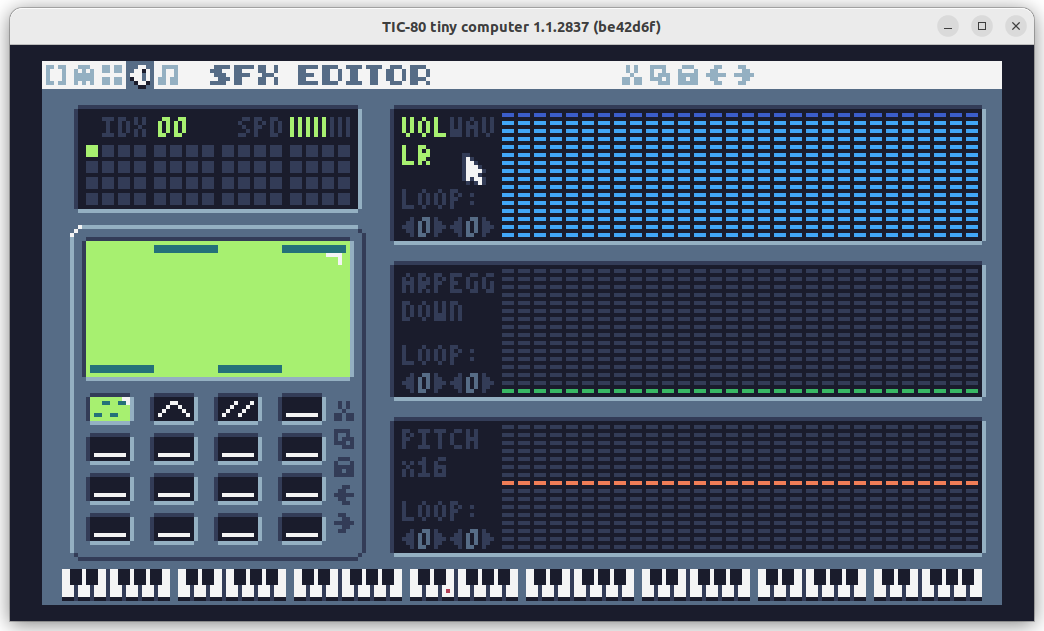 TIC-80 tiny computer 1.1.2837 (be42d6f)
SFX EDITOR
IDX 00 SPD
VOL WAV
LR
LOOP:
0 0
ARPEGG
DOWN
LOOP:
0 0
PITCH
x16
LOOP:
0 0